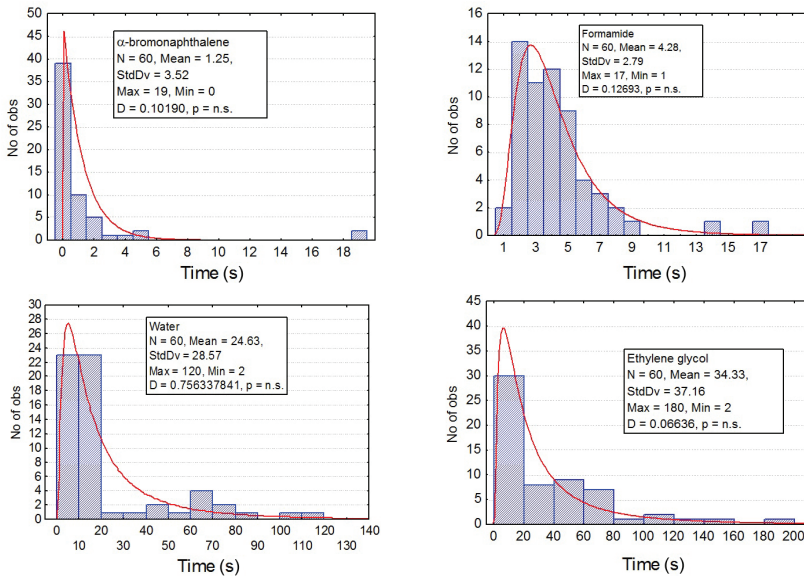 α-bromonaphthalene
N = 60, Mean = 1.25,
StdDv = 3.52
Max = 19, Min = 0
D = 0.10190, p = n.s.
No of obs
50
45
40
35
30
25
20
15
10
5
0
0 2 4 6 8 10 12 14 16 18
Time (s)
Formamide
N = 60, Mean = 4.28,
StdDv = 2.79
Max = 17, Min = 1
D = 0.12693, p = n.s.
No of obs
16
14
12
10
8
6
4
2
0
1 3 5 7 9 11 13 15 17
Time (s)
Water
N = 60, Mean = 24.63,
StdDv = 28.57
Max = 120, Min = 2
D = 0.756337841, p = n.s.
No of obs
30
28
26
24
22
20
18
16
14
12
10
8
6
4
2
0
0 20 40 60 80 100 120 140
10 30 50 70 90 110 130
Time (s)
Ethylene glycol
N = 60, Mean = 34.33,
StdDv = 37.16
Max = 180, Min = 2
D = 0.06636, p = n.s.
No of obs
45
40
35
30
25
20
15
10
5
0
0 20 40 60 80 100 120 140 160 180 200
Time (s)